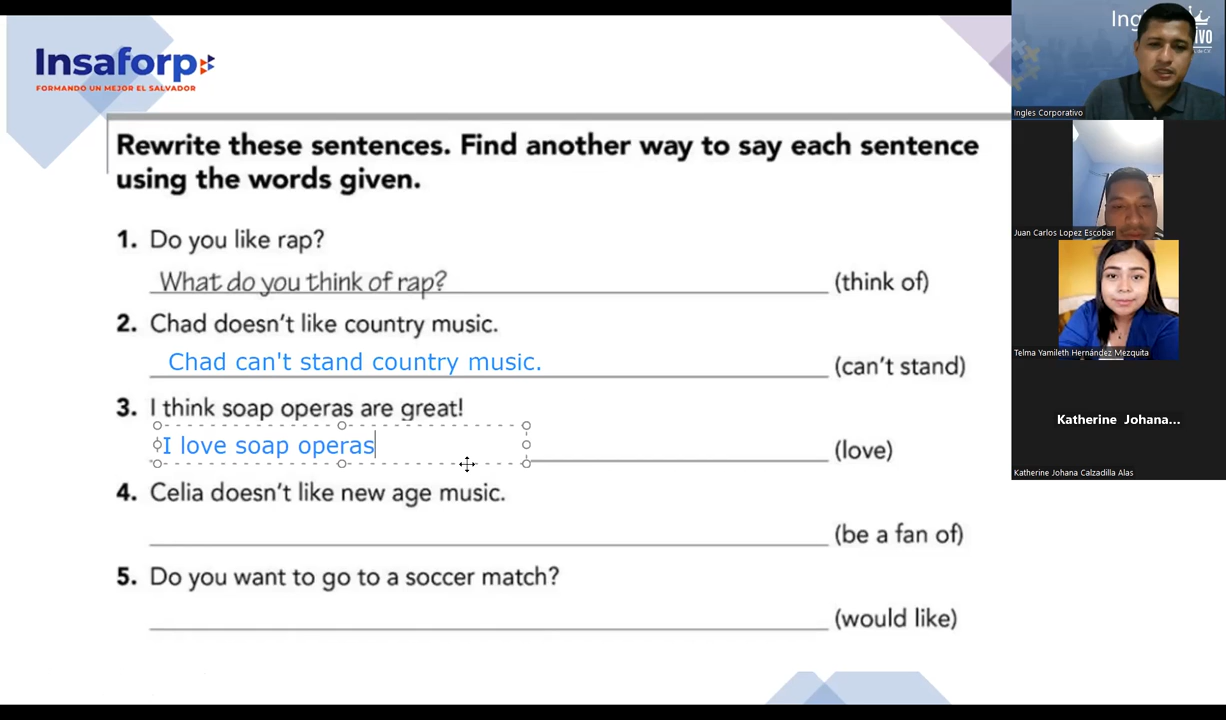 Insaforp
FORMANDO UN MEJOR EL SALVADOR
Rewrite these sentences. Find another way to say each sentence
using the words given.
1. Do you like rap?
What do you think of rap? (think of)
2. Chad doesn't like country music.
Chad can't stand country music. (can't stand)
3. I think soap operas are great!
I love soap operas (love)
4. Celia doesn't like new age music.
(be a fan of)
5. Do you want to go to a soccer match?
(would like)
Ingles Corporativo
Juan Carlos Lopez Escobar
Telma Yamileth Hernández Mezquita
Katherine Johana...
Katherine Johana Calzadilla Alas